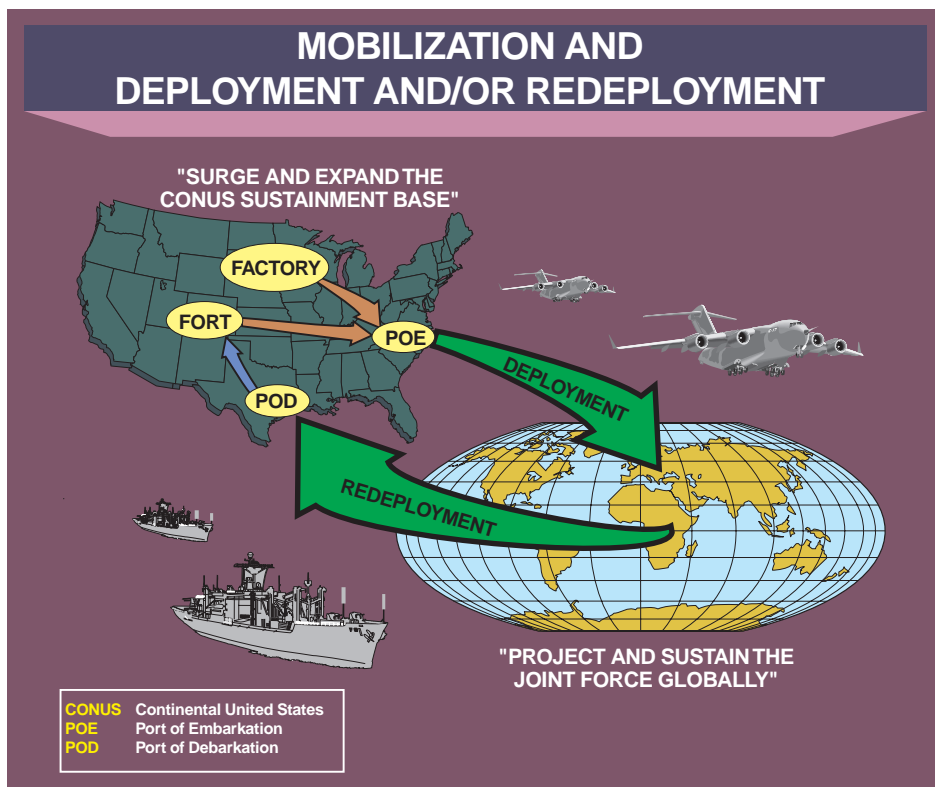 MOBILIZATION AND
DEPLOYMENT AND/OR REDEPLOYMENT
"SURGE AND EXPAND THE
CONUS SUSTAINMENT BASE"
FACTORY
FORT
POE
POD
DEPLOYMENT
REDEPLOYMENT
"PROJECT AND SUSTAIN THE
JOINT FORCE GLOBALLY"
CONUS Continental United States
POE Port of Embarkation
POD Port of Debarkation